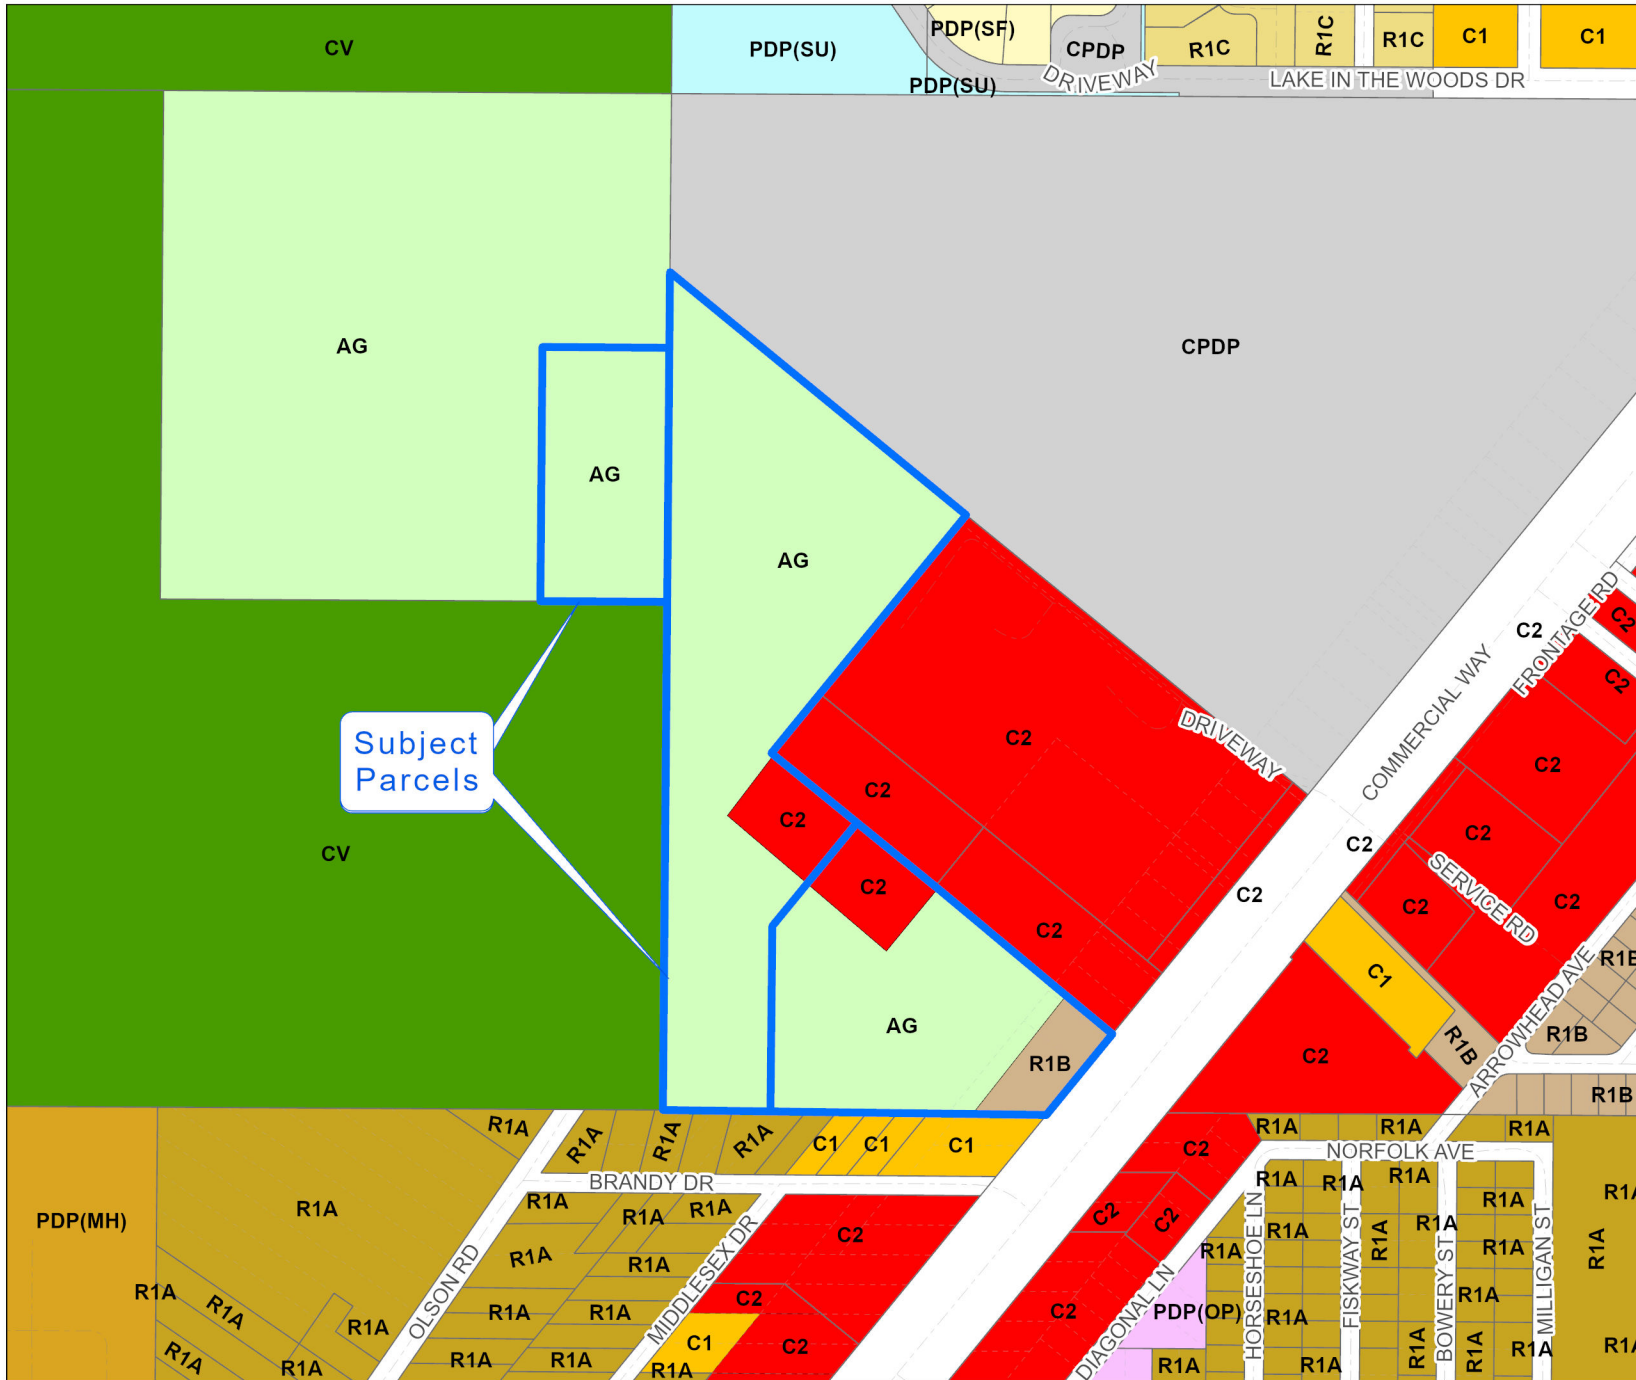 CV
PDP(SU)
PDP(SF)
CPDP
R1C
R1C
R1C
C1
C1
PDP(SU)
DRIVEWAY
LAKE IN THE WOODS DR
AG
CPDP
AG
AG
C2
FRONTAGE RD
C2
C2
COMMERCIAL WAY
Subject
Parcels
C2
DRIVEWAY
C2
C2
C2
C2
C2
CV
C2
SERVICE RD
C2
C2
C2
C2
C2
R1B
C1
AG
R1B
C2
R1B
R1B
ARROWHEAD AVE
R1B
R1A
R1A
R1A
R1A
C1
C1
C1
C2
R1A
R1A
R1A
NORFOLK AVE
BRANDY DR
R1A
R1A
R1A
R1A
R1A
PDP(MH)
R1A
R1A
R1A
R1A
C2
C2
C2
R1A
R1A
R1A
R1A
R1A
R1A
R1A
R1A
R1A
R1A
OLSON RD
MIDDLESEX DR
HORSESHOE LN
FISKWAY ST
BOWERY ST
MILLIGAN ST
R1A
R1A
R1A
R1A
R1A
C2
C2
PDP(OP)
R1A
R1A
DIAGONAL LN
R1A
R1A
R1A
R1A
R1A
C1
C2
R1A
R1A
R1A
R1A
R1A
R1A
R1A